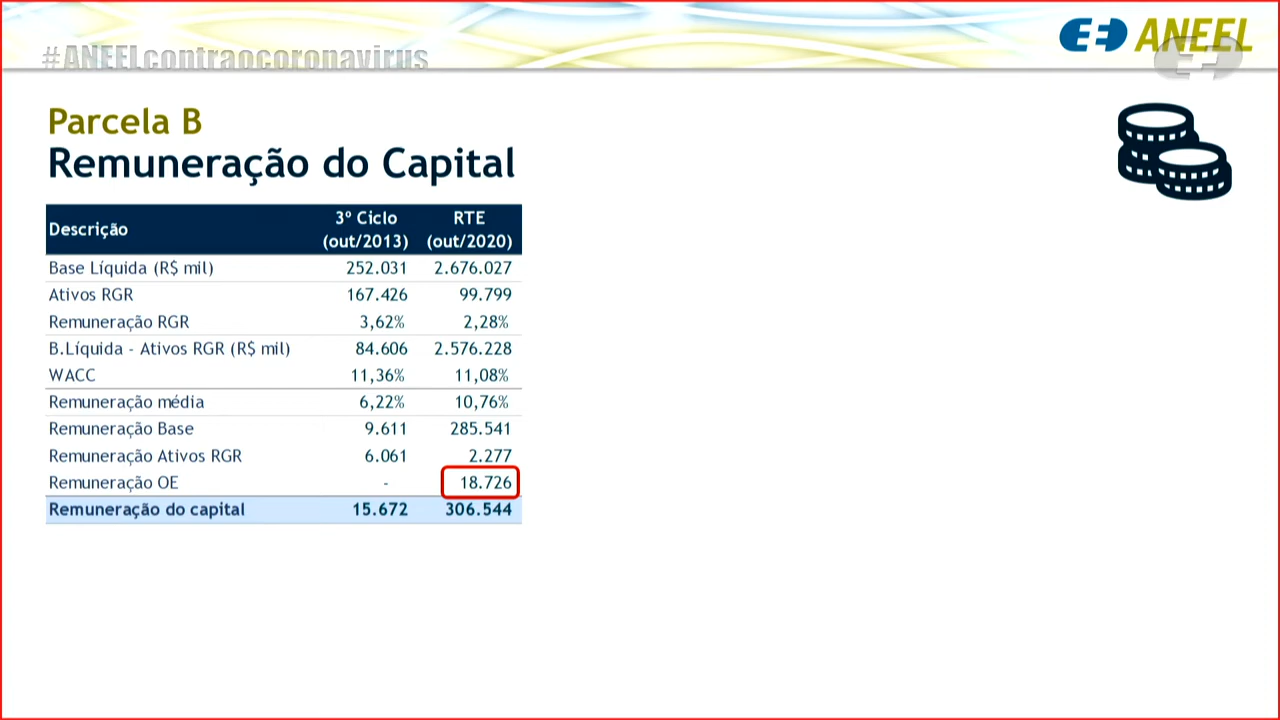 #ANEELcontraocoronavirus
ANEEL
Parcela B
Remuneração do Capital
Descrição 3º Ciclo (out/2013) RTE (out/2020)
Base Líquida (R$ mil) 252.031 2.676.027
Ativos RGR 167.426 99.799
Remuneração RGR 3,62% 2,28%
B.Líquida - Ativos RGR (R$ mil) 84.606 2.576.228
WACC 11,36% 11,08%
Remuneração média 6,22% 10,76%
Remuneração Base 9.611 285.541
Remuneração Ativos RGR 6.061 2.277
Remuneração OE - 18.726
Remuneração do capital 15.672 306.544